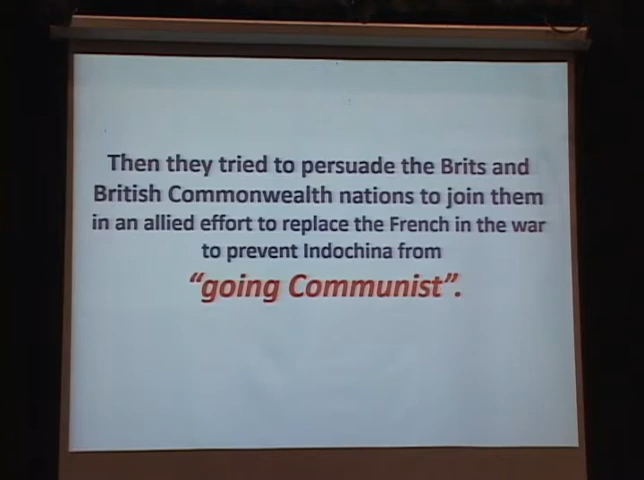 Then they tried to persuade the Brits and
British Commonwealth nations to join them
in an allied effort to replace the French in the war
to prevent Indochina from
“going Communist”.